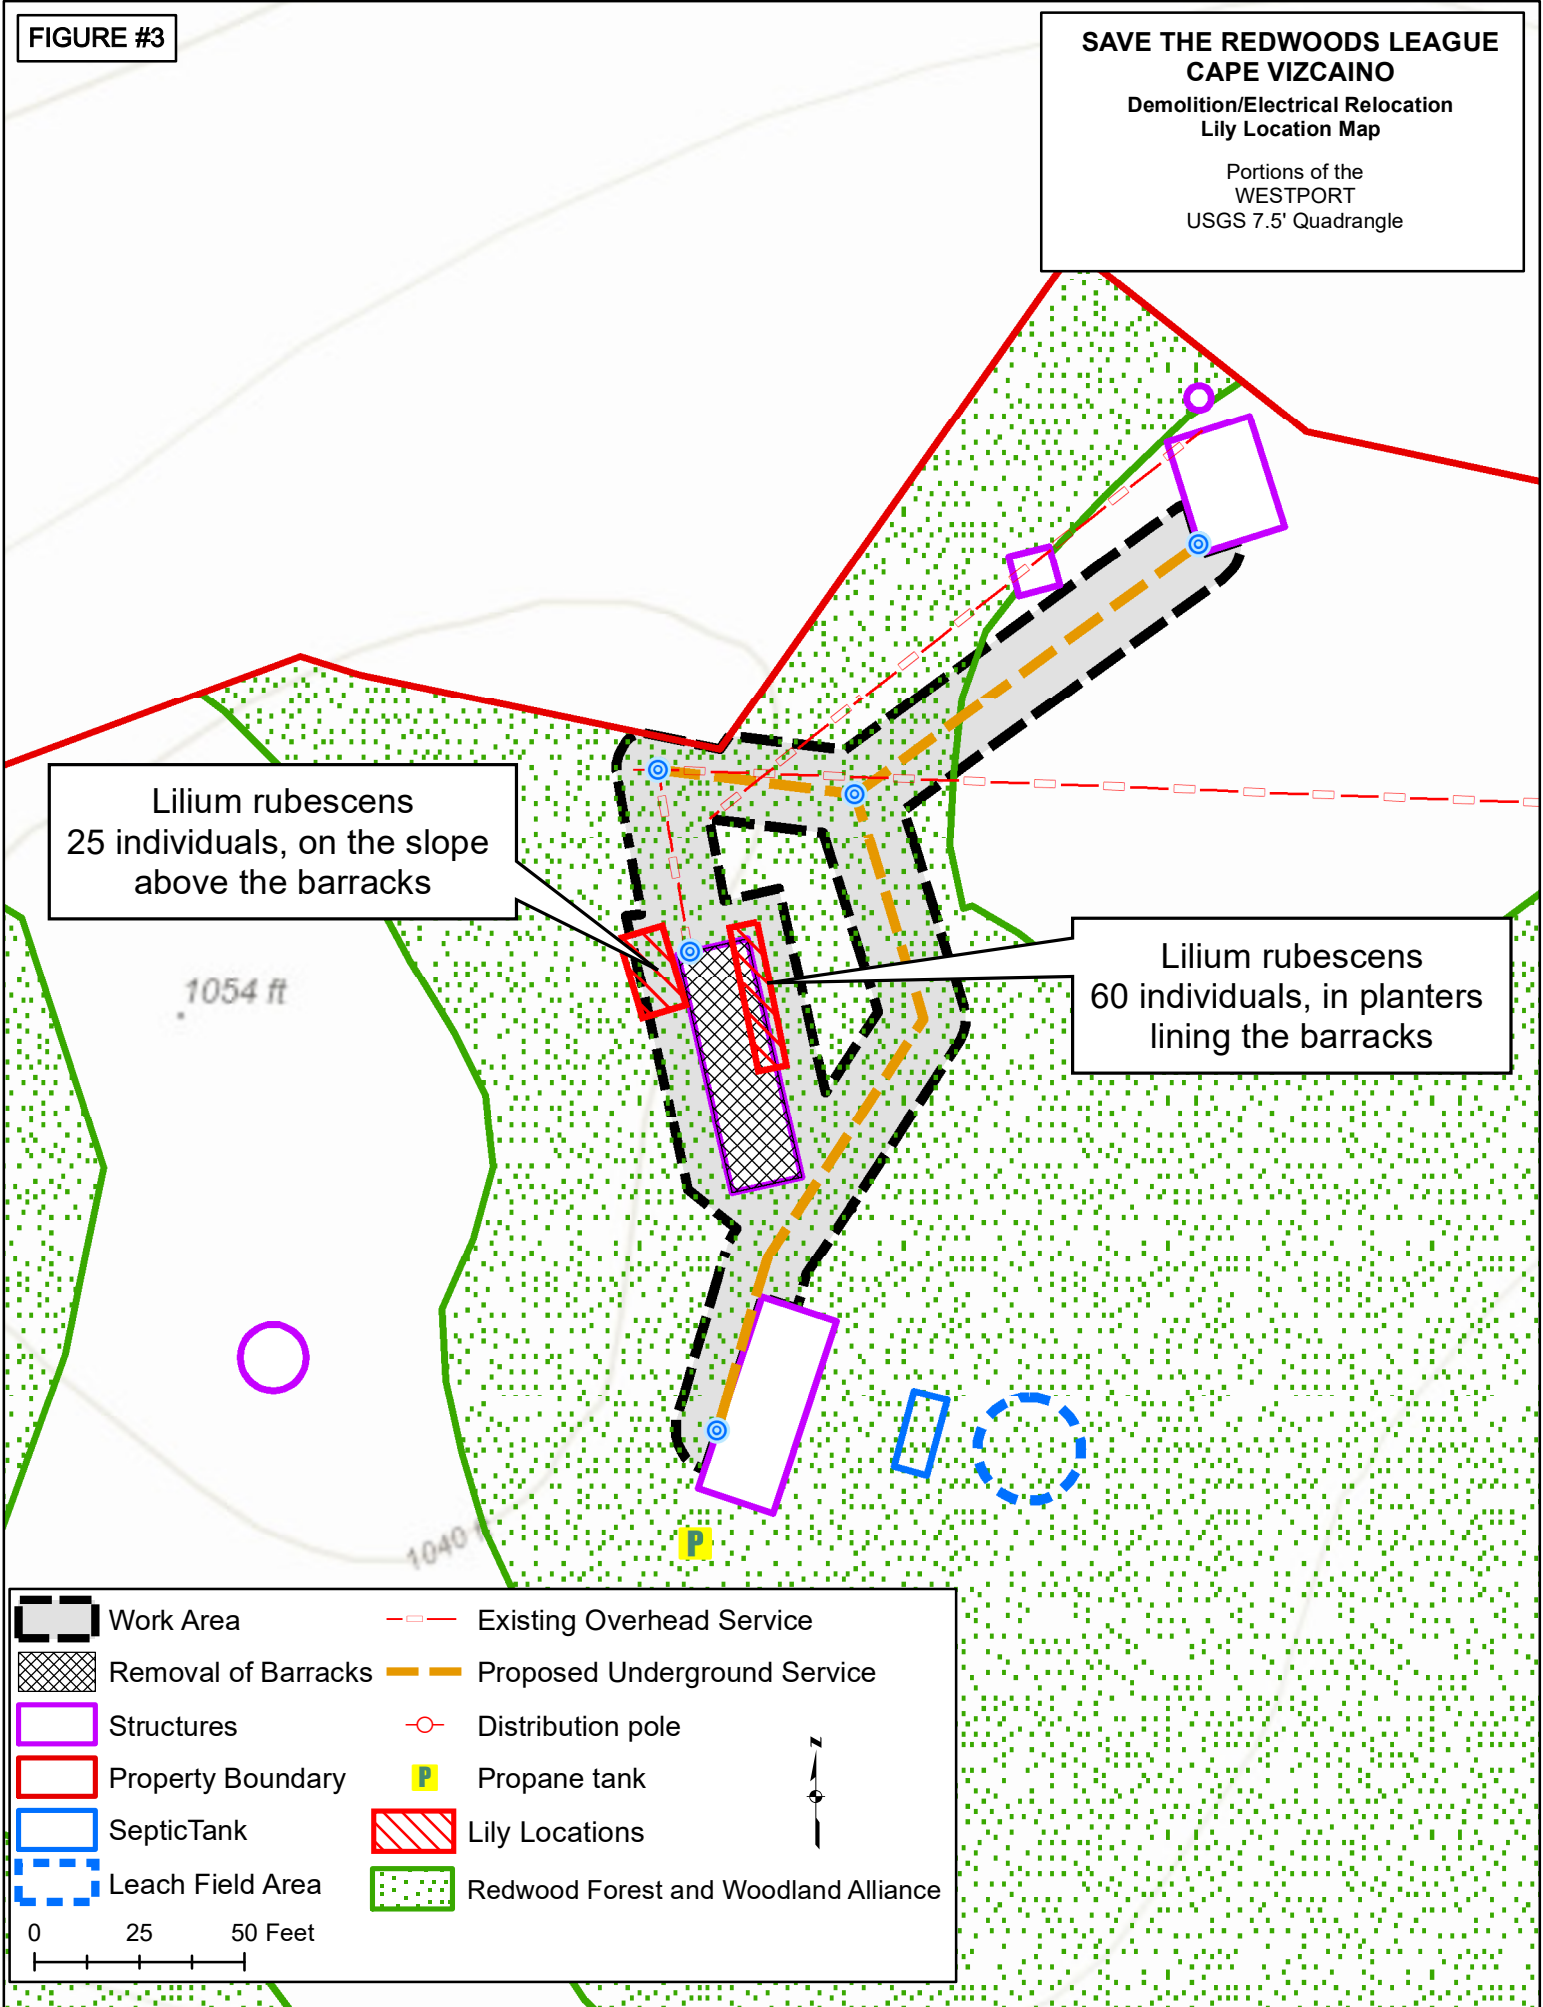 FIGURE #3
SAVE THE REDWOODS LEAGUE
CAPE VIZCAINO
Demolition/Electrical Relocation
Lily Location Map
Portions of the
WESTPORT
USGS 7.5' Quadrangle
Lilium rubescens
25 individuals, on the slope
above the barracks
Lilium rubescens
60 individuals, in planters
lining the barracks
1054 ft
1040 ft
P
Work Area
Existing Overhead Service
Removal of Barracks
Proposed Underground Service
Structures
Distribution pole
Property Boundary
P Propane tank
SepticTank
Lily Locations
Leach Field Area
Redwood Forest and Woodland Alliance
N
0 25 50 Feet